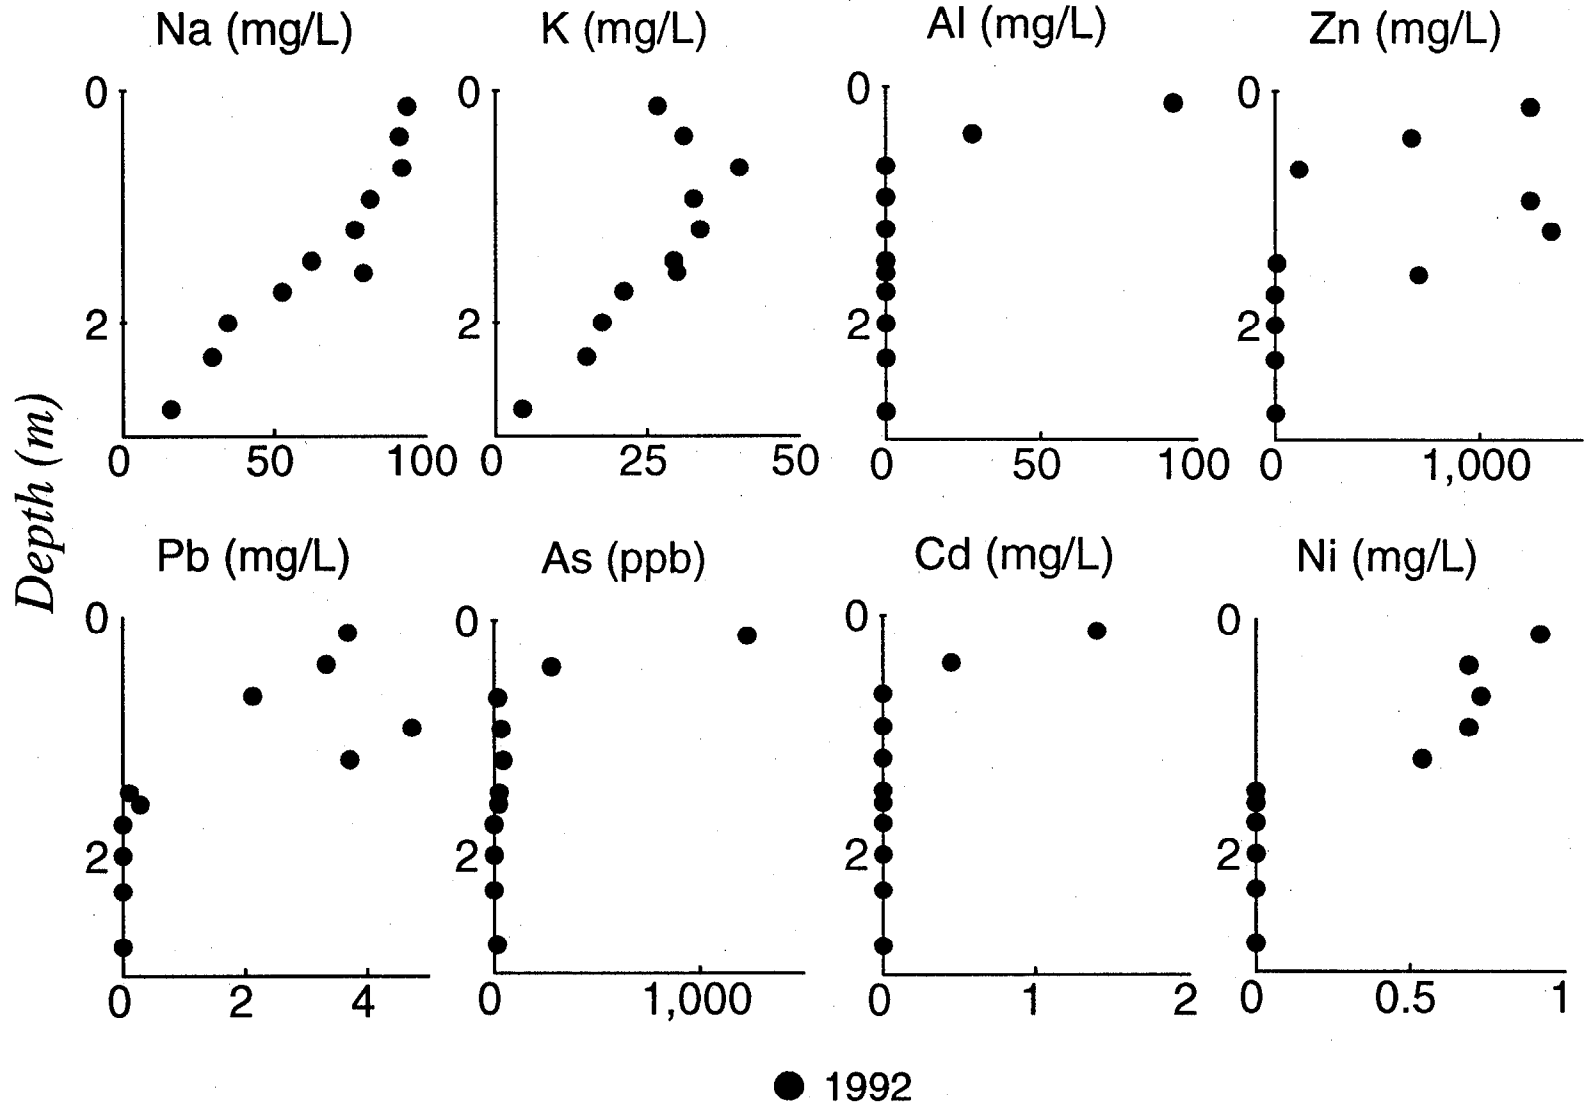 Na (mg/L) K (mg/L) Al (mg/L) Zn (mg/L)
0 0 0 0
2 2 2 2
0 50 100 0 25 50 0 50 100 0 1,000
Depth (m)
Pb (mg/L) As (ppb) Cd (mg/L) Ni (mg/L)
0 0 0 0
2 2 2 2
0 2 4 0 1,000 0 1 2 0 0.5 1
1992